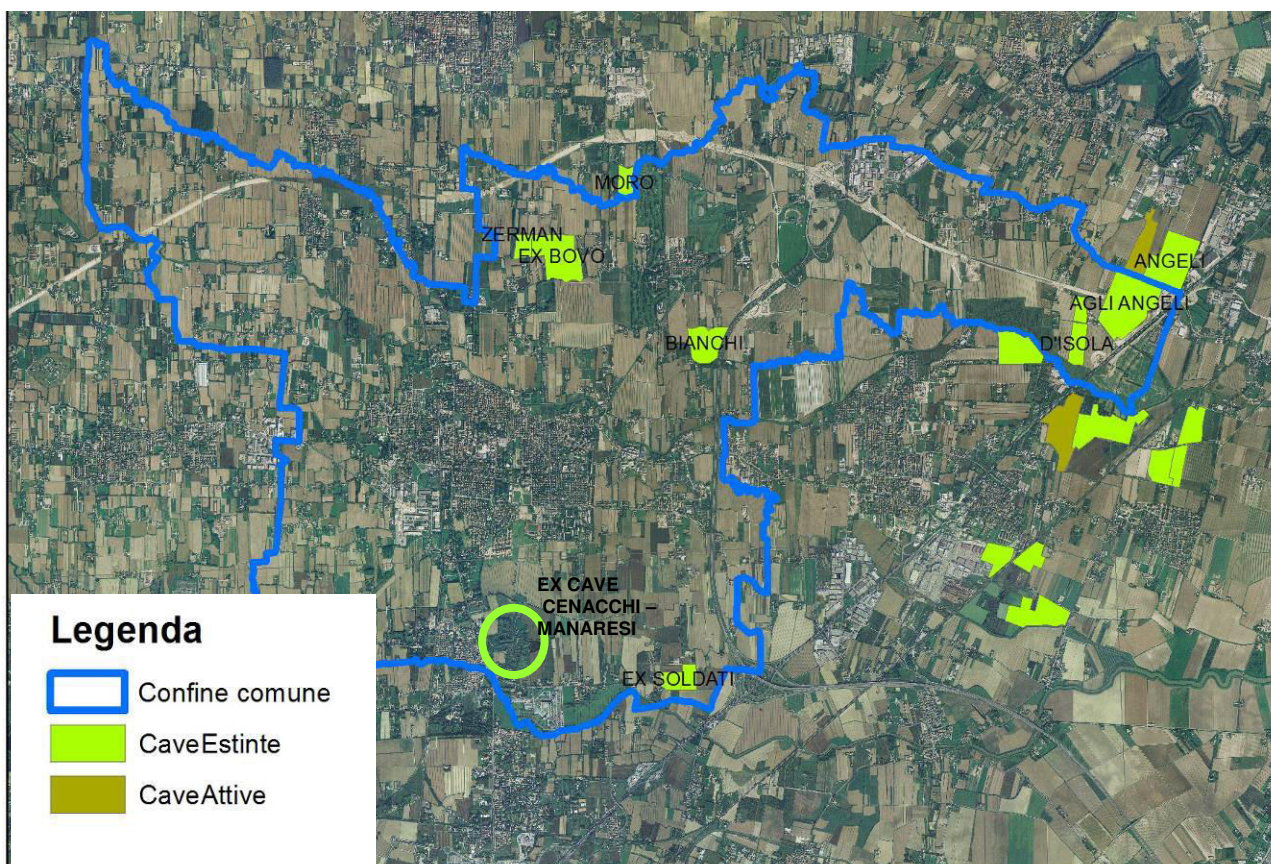 MORO
ZERMAN
EX BOVO
ANGELI
AGLI ANGELI
BIANCHI
D'ISOLA
EX CAVE
CENACCHI –
MANARESI
EX SOLDATI
Legenda
Confine comune
CaveEstinte
CaveAttive